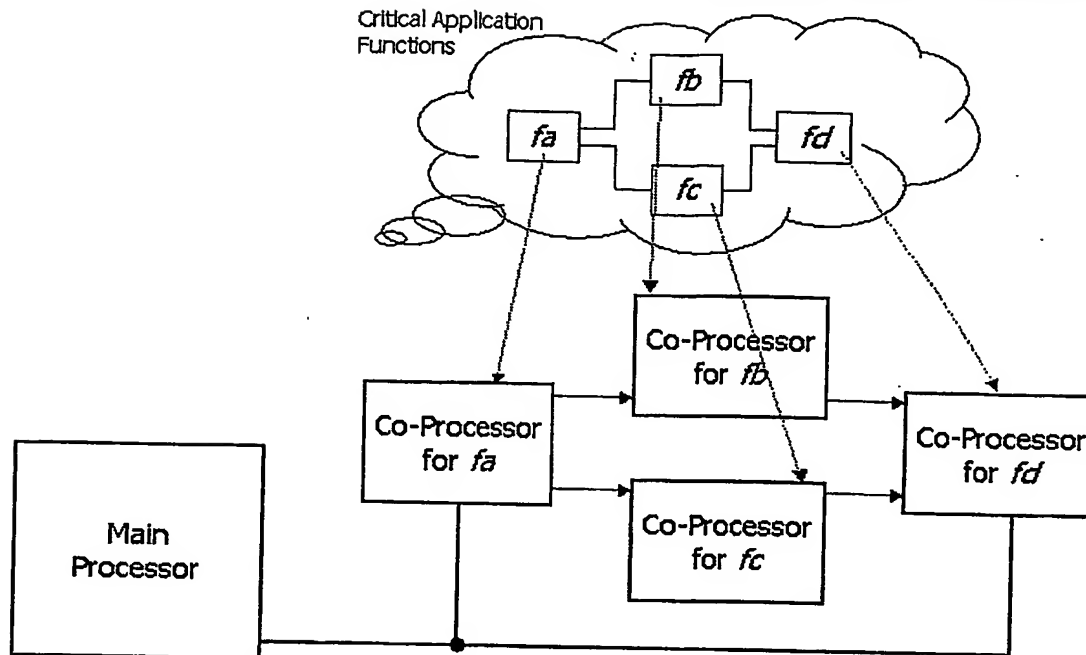 Critical Application
Functions
fb
fa
fd
fc
Co-Processor
for fb
Co-Processor
for fa
Co-Processor
for fd
Main
Processor
Co-Processor
for fc